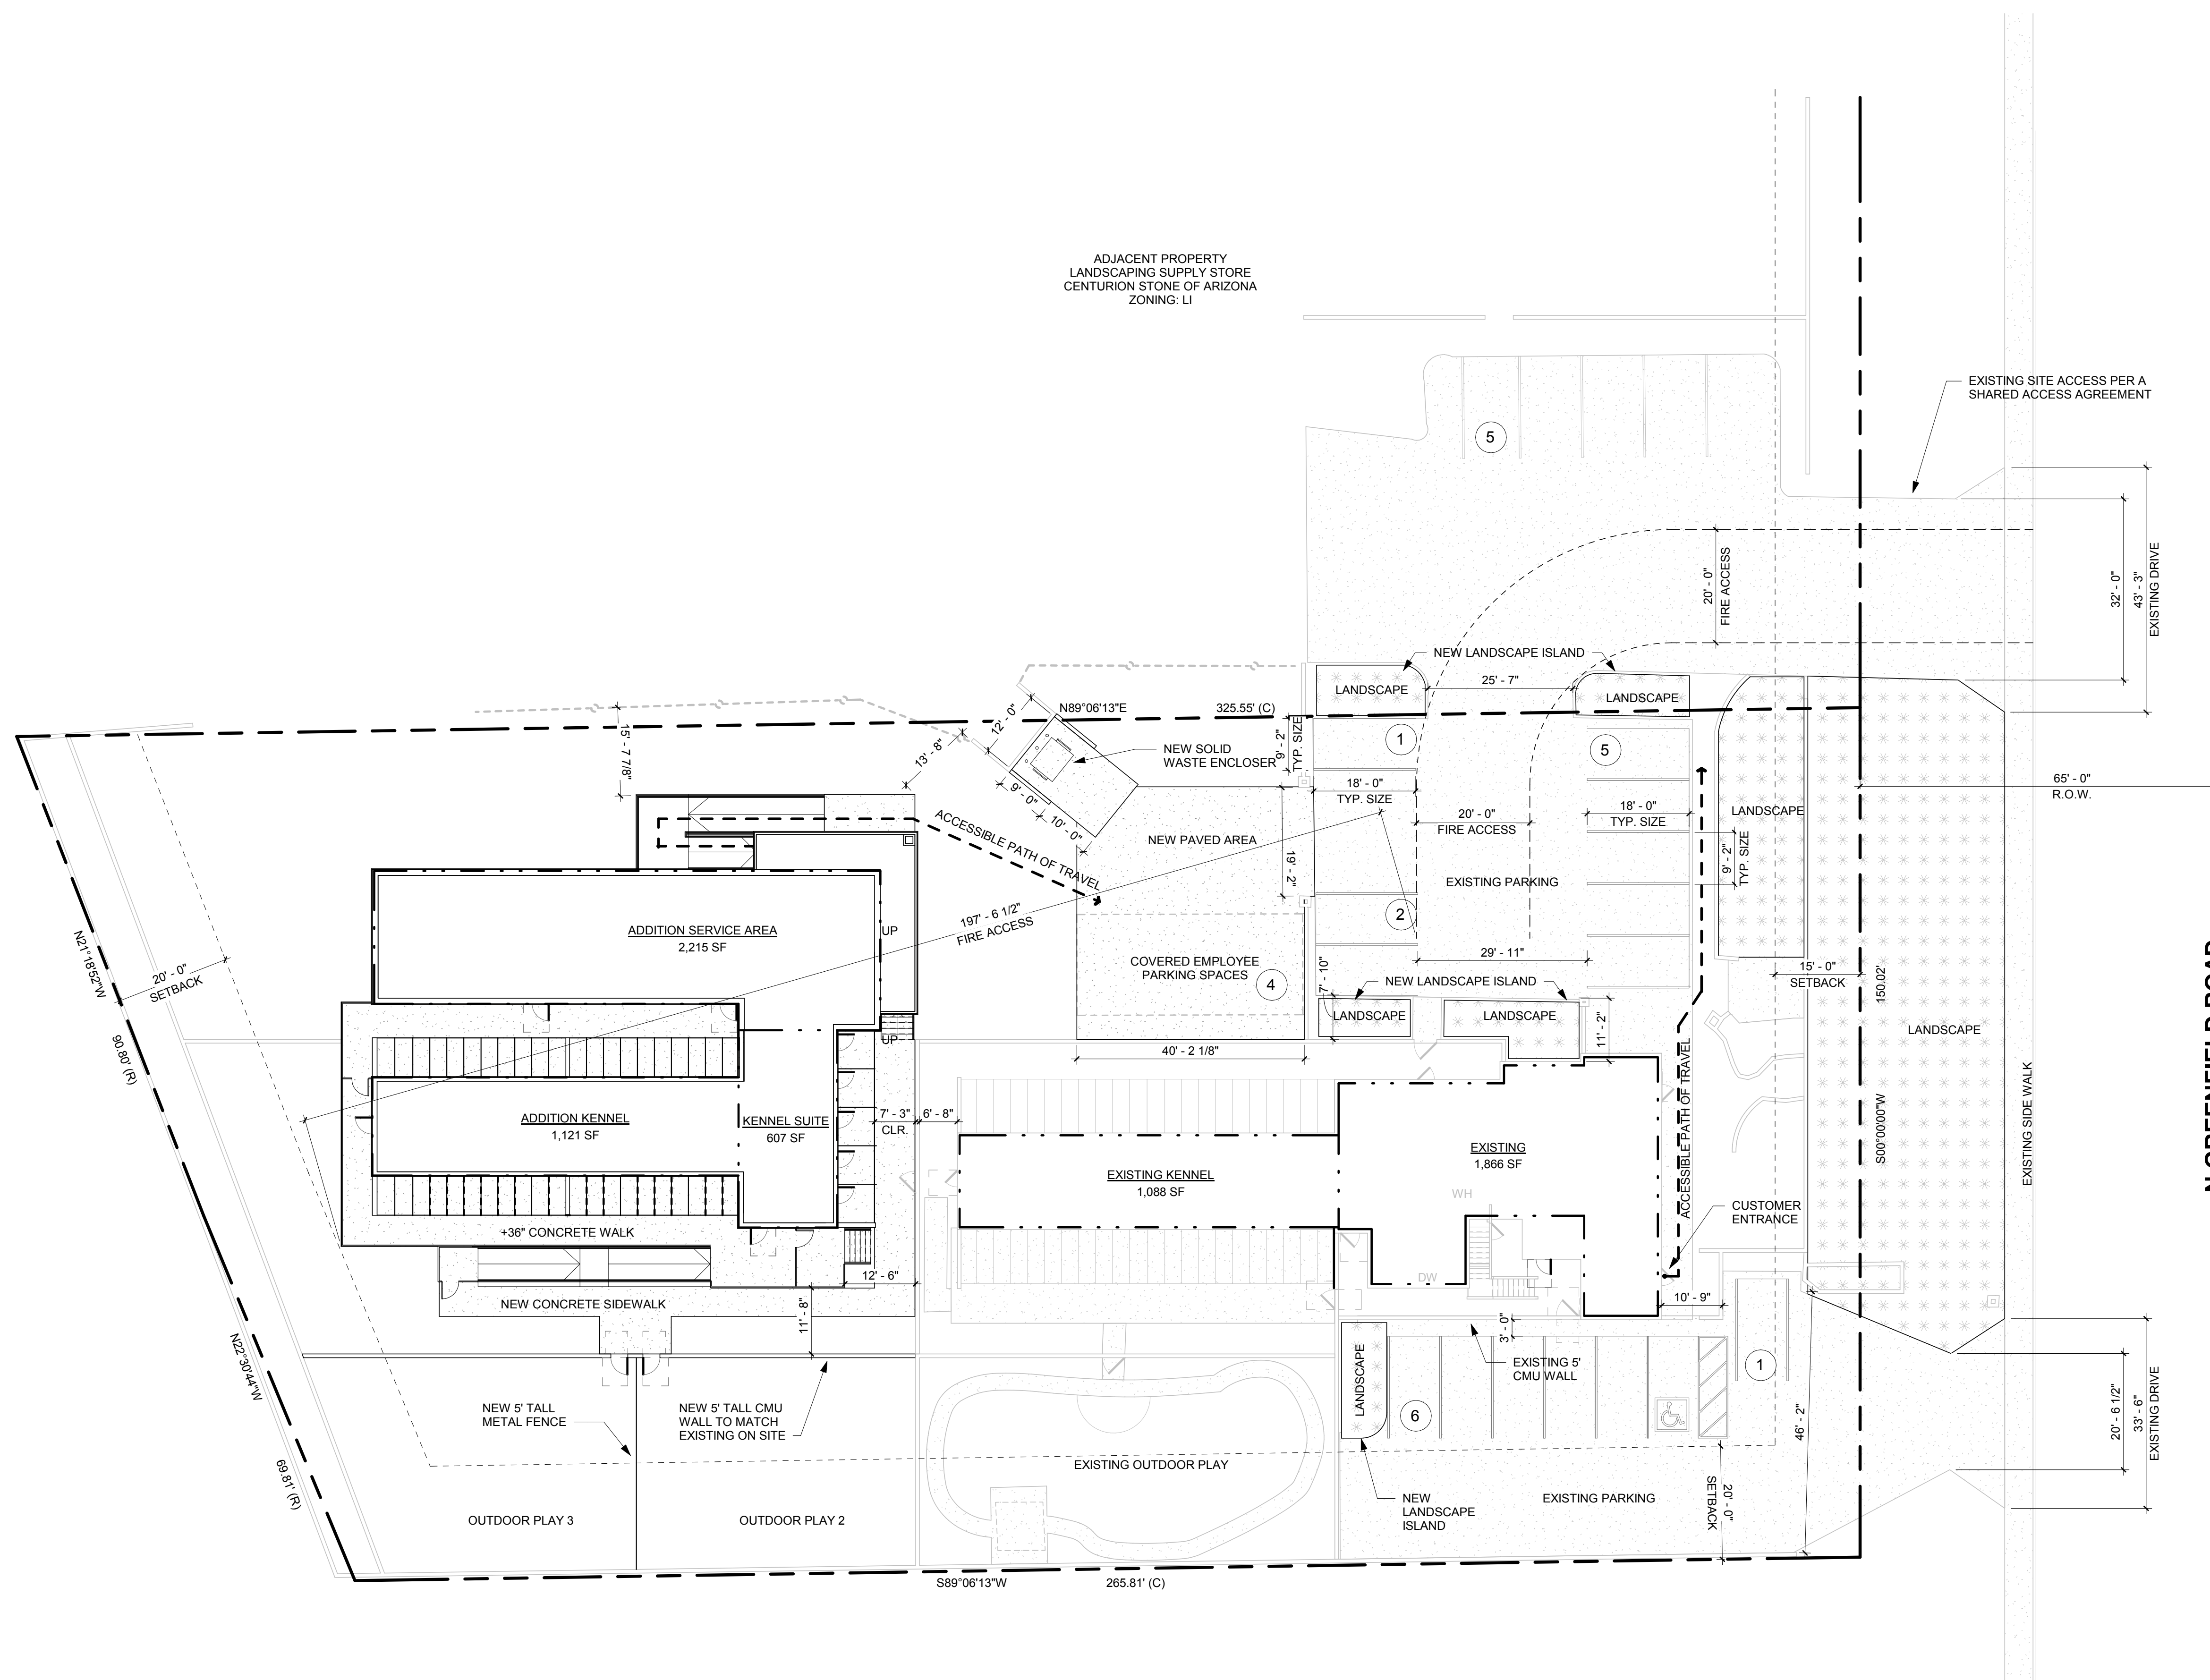 ADJACENT PROPERTY
LANDSCAPING SUPPLY STORE
CENTURION STONE OF ARIZONA
ZONING: LI
EXISTING SITE ACCESS PER A
SHARED ACCESS AGREEMENT
5
32' - 0"
43' - 3"
EXISTING DRIVE
20' - 0"
FIRE ACCESS
NEW LANDSCAPE ISLAND
25' - 7"
LANDSCAPE
LANDSCAPE
N89°06'13"E
325.55' (C)
15' - 7 7/8"
13' - 8"
12' - 0"
NEW SOLID
WASTE ENCLOSER
9' - 2"
TYP. SIZE
1
5
9' - 0"
10' - 0"
18' - 0"
TYP. SIZE
18' - 0"
TYP. SIZE
20' - 0"
FIRE ACCESS
65' - 0"
R.O.W.
LANDSCAPE
9' - 2"
TYP. SIZE
ACCESSIBLE PATH OF TRAVEL
NEW PAVED AREA
19' - 2"
EXISTING PARKING
197' - 6 1/2"
FIRE ACCESS
2
ADDITION SERVICE AREA
2,215 SF
UP
COVERED EMPLOYEE
PARKING SPACES
4
29' - 11"
7' - 10"
NEW LANDSCAPE ISLAND
LANDSCAPE
LANDSCAPE
11' - 2"
15' - 0"
SETBACK
150.02'
S00°00'00"W
LANDSCAPE
EXISTING SIDE WALK
N GREENFIELD ROAD
N21°18'52"W
90.80' (R)
20' - 0"
SETBACK
UP
40' - 2 1/8"
ADDITION KENNEL
1,121 SF
KENNEL SUITE
607 SF
7' - 3"
CLR.
6' - 8"
EXISTING KENNEL
1,088 SF
EXISTING
1,866 SF
WH
DW
ACCESSIBLE PATH OF TRAVEL
CUSTOMER
ENTRANCE
+36" CONCRETE WALK
12' - 6"
NEW CONCRETE SIDEWALK
11' - 8"
10' - 9"
3' - 0"
EXISTING 5'
CMU WALL
LANDSCAPE
1
6
46' - 2"
20' - 6 1/2"
33' - 6"
EXISTING DRIVE
N22°30'44"W
69.81' (R)
NEW 5' TALL
METAL FENCE
NEW 5' TALL CMU
WALL TO MATCH
EXISTING ON SITE
EXISTING OUTDOOR PLAY
NEW
LANDSCAPE
ISLAND
EXISTING PARKING
20' - 0"
SETBACK
OUTDOOR PLAY 3
OUTDOOR PLAY 2
S89°06'13"W
265.81' (C)